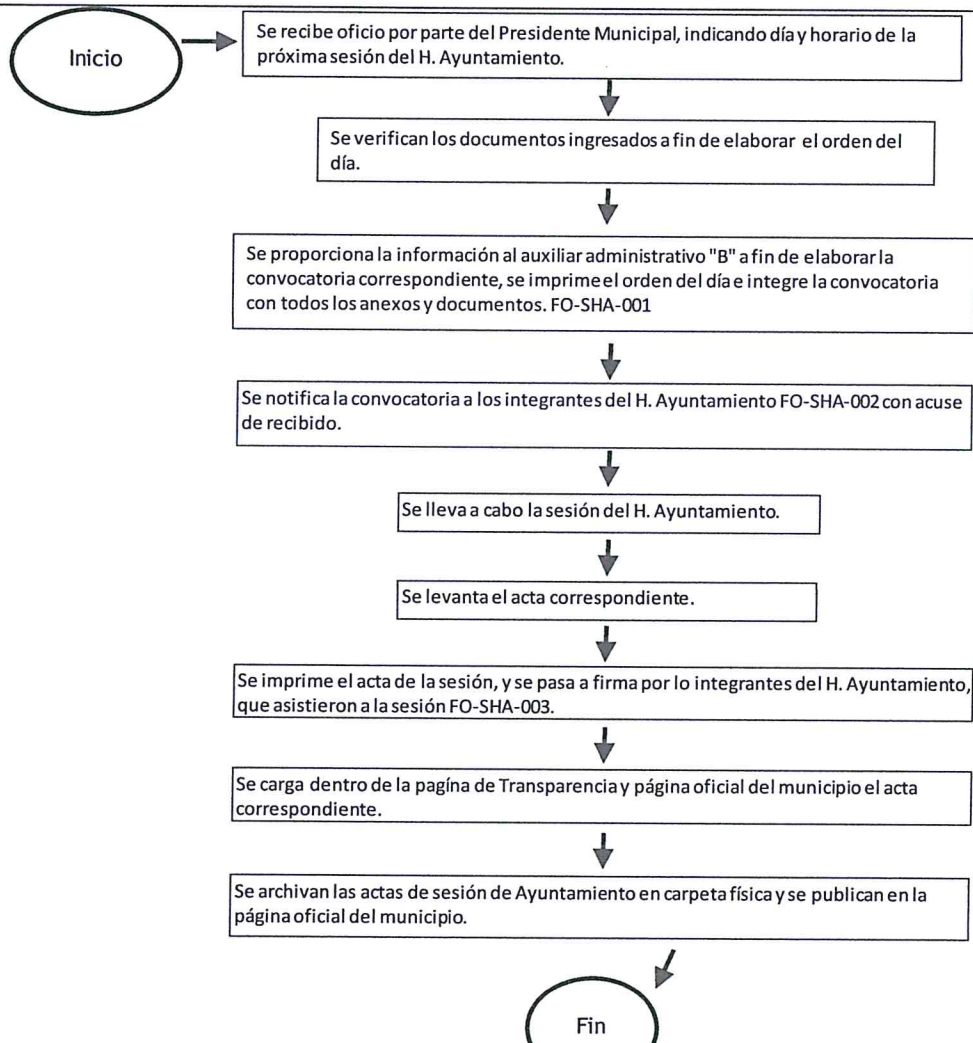 Inicio
Se recibe oficio por parte del Presidente Municipal, indicando día y horario de la
próxima sesión del H. Ayuntamiento.
Se verifican los documentos ingresados a fin de elaborar el orden del
día.
Se proporciona la información al auxiliar administrativo "B" a fin de elaborar la
convocatoria correspondiente, se imprime el orden del día e integre la convocatoria
con todos los anexos y documentos. FO-SHA-001
Se notifica la convocatoria a los integrantes del H. Ayuntamiento FO-SHA-002 con acuse
de recibido.
Se lleva a cabo la sesión del H. Ayuntamiento.
Se levanta el acta correspondiente.
Se imprime el acta de la sesión, y se pasa a firma por lo integrantes del H. Ayuntamiento,
que asistieron a la sesión FO-SHA-003.
Se carga dentro de la pagína de Transparencia y página oficial del municipio el acta
correspondiente.
Se archivan las actas de sesión de Ayuntamiento en carpeta física y se publican en la
página oficial del municipio.
Fin